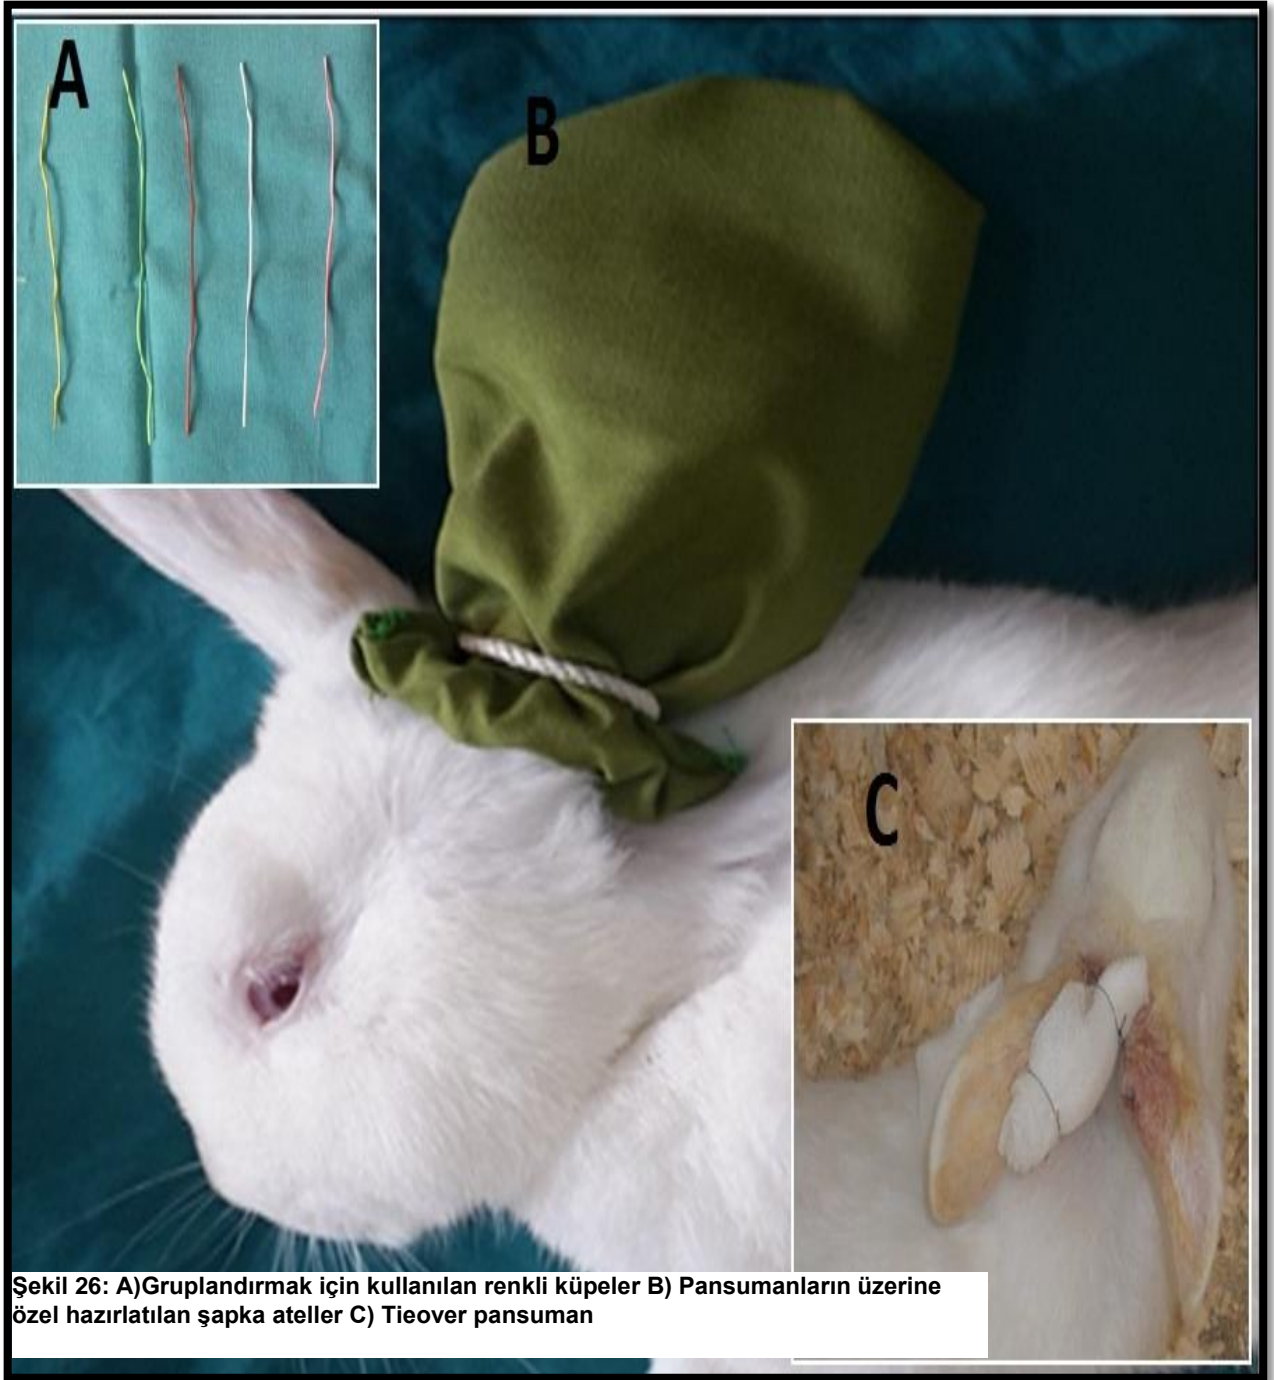 A
B
C
Şekil 26: A)Gruplandırmak için kullanılan renkli küpeler B) Pansumanların üzerine
özel hazırlatılan şapka ateller C) Tieover pansuman